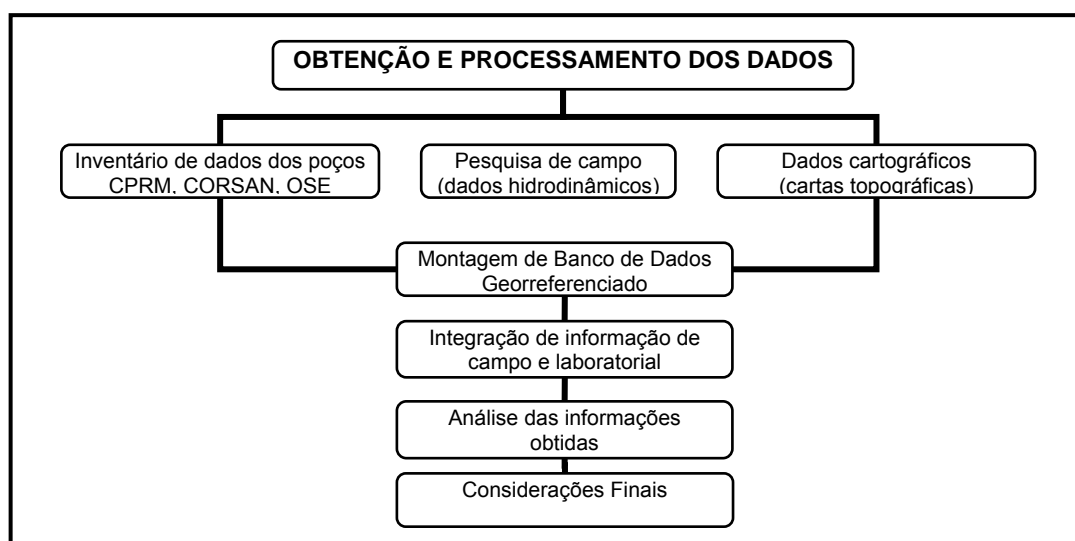 OBTENÇÃO E PROCESSAMENTO DOS DADOS
Inventário de dados dos poços
CPRM, CORSAN, OSE
Pesquisa de campo
(dados hidrodinâmicos)
Dados cartográficos
(cartas topográficas)
Montagem de Banco de Dados
Georreferenciado
Integração de informação de
campo e laboratorial
Análise das informações
obtidas
Considerações Finais